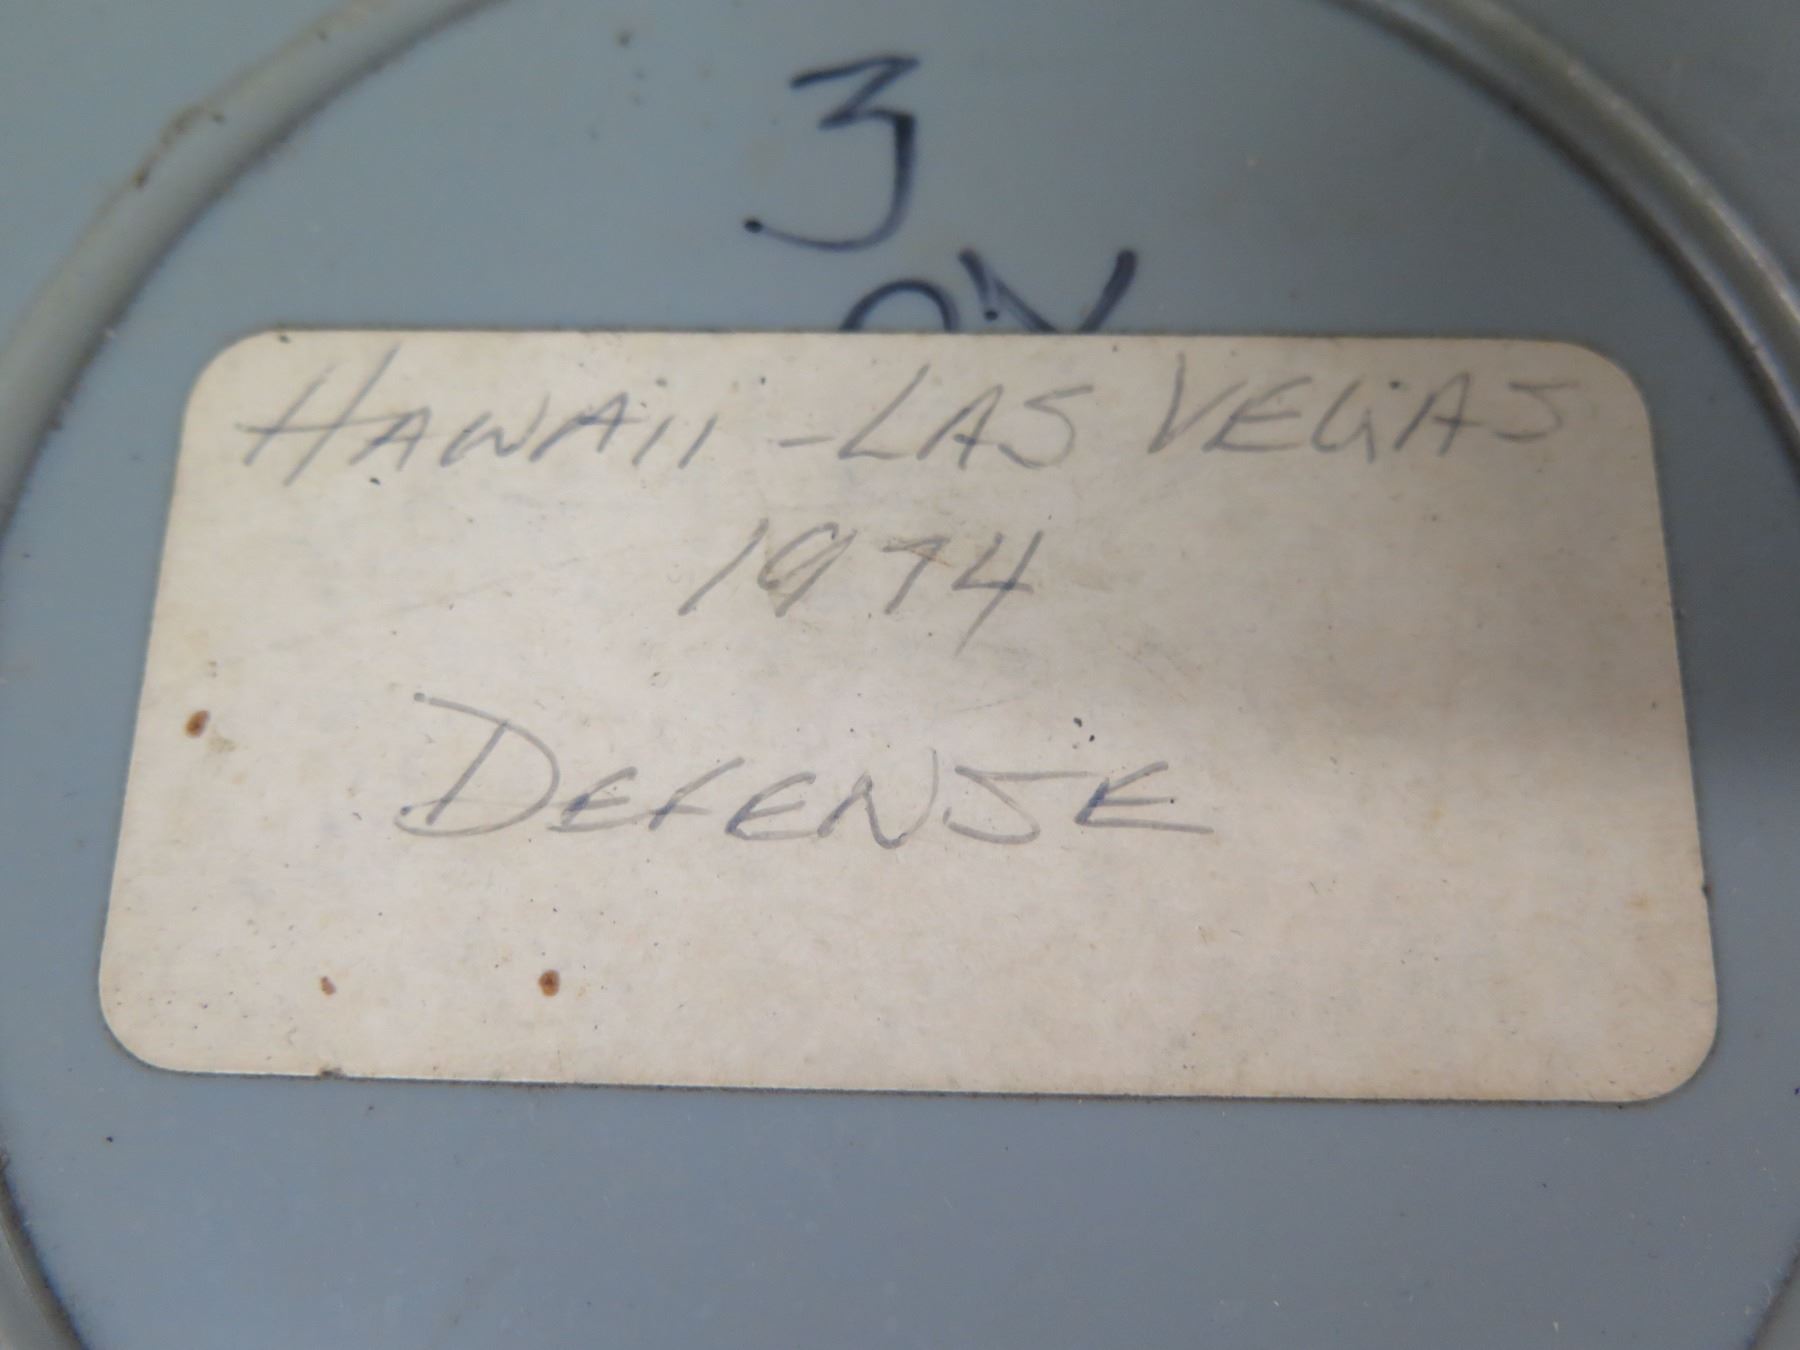 3
HAWAII - LAS VEGAS
1974
DEFENSE